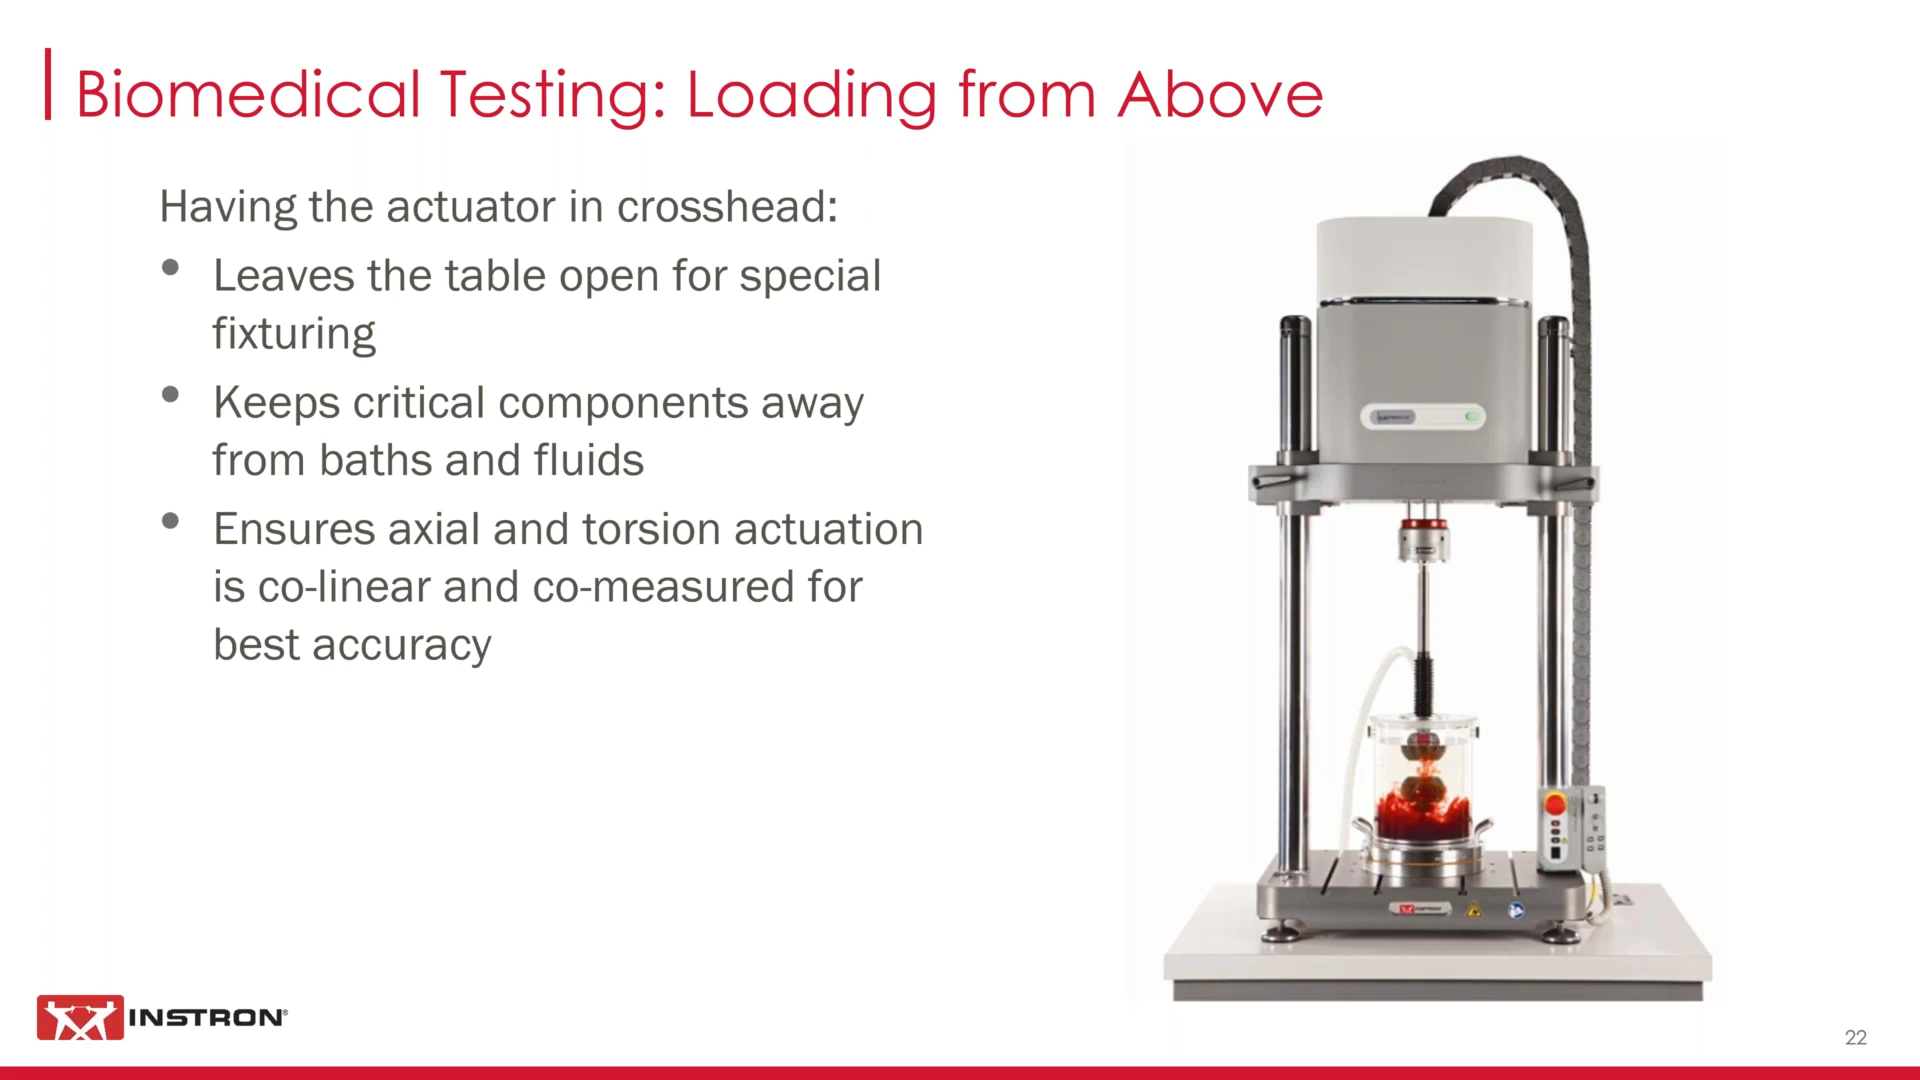 Biomedical Testing: Loading from Above
Having the actuator in crosshead:
• Leaves the table open for special
fixturing
• Keeps critical components away
from baths and fluids
• Ensures axial and torsion actuation
is co-linear and co-measured for
best accuracy
INSTRON
INSTRON®
22